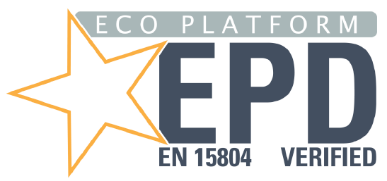 ECO PLATFORM
EPD
EN 15804 VERIFIED